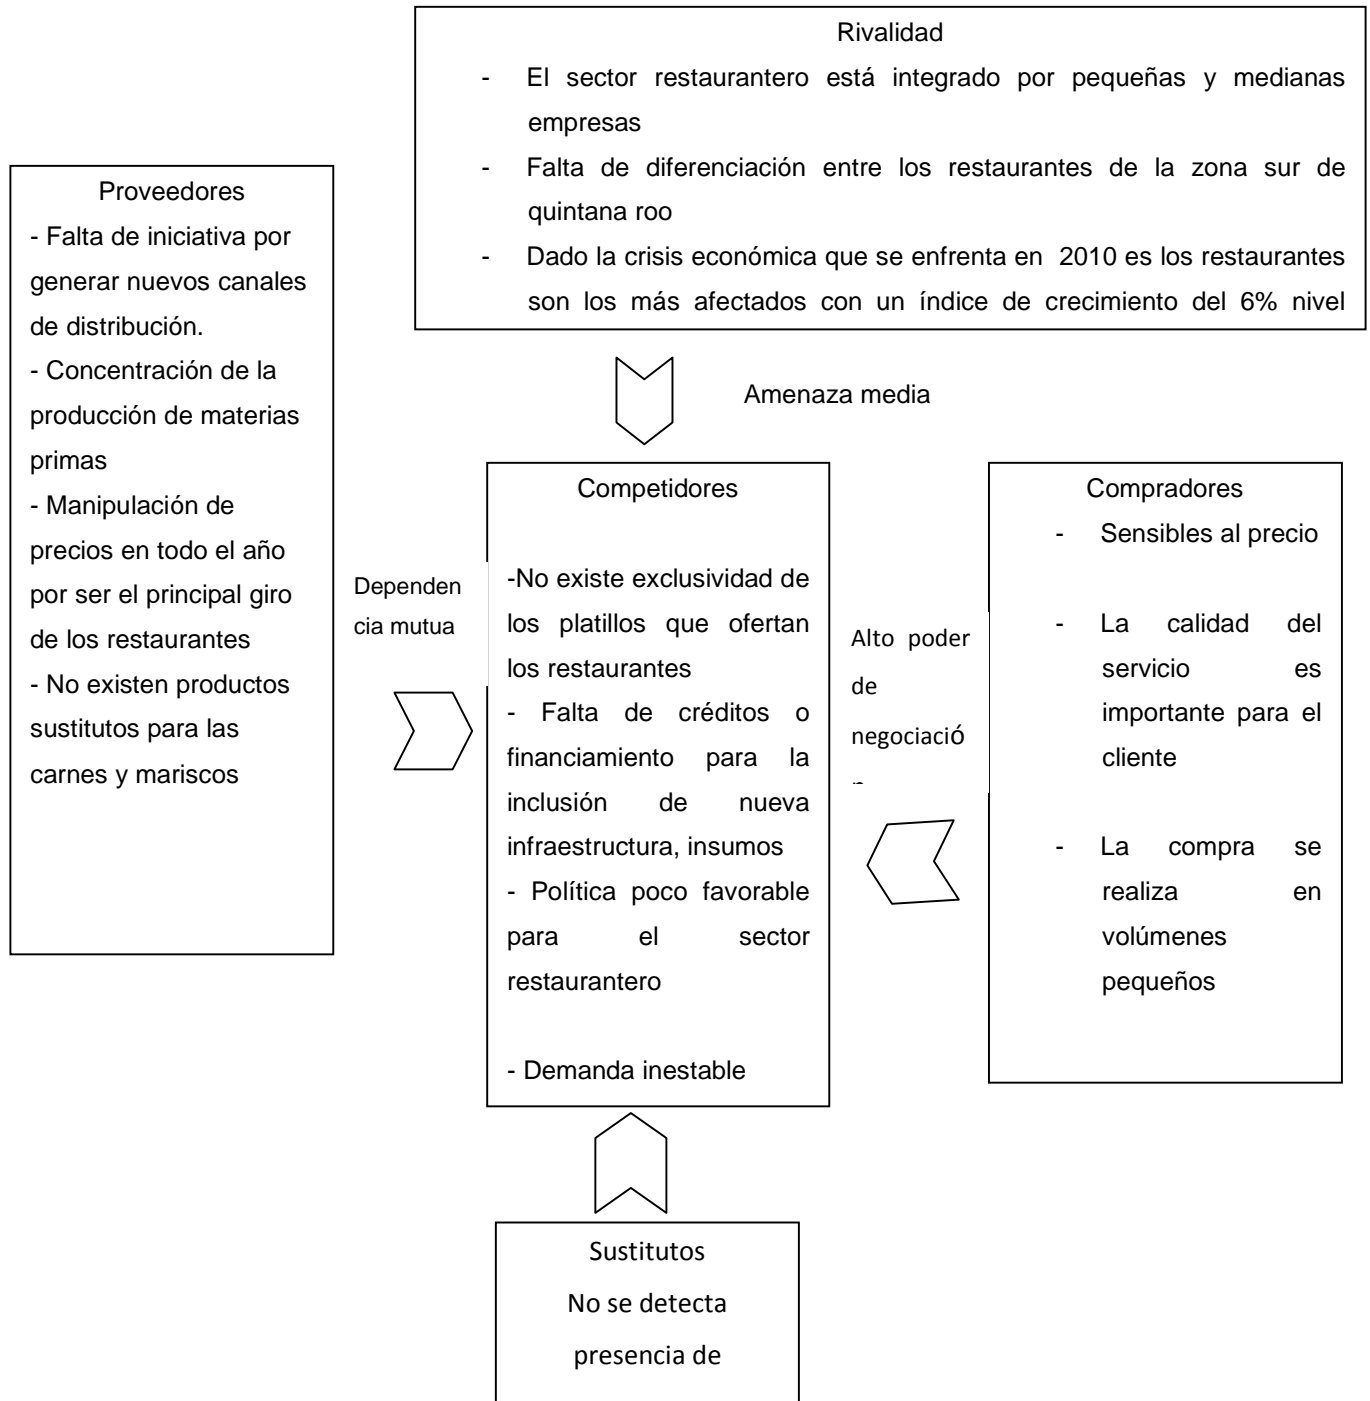 Rivalidad
- El sector restaurantero está integrado por pequeñas y medianas
empresas
- Falta de diferenciación entre los restaurantes de la zona sur de
quintana roo
- Dado la crisis económica que se enfrenta en 2010 es los restaurantes
son los más afectados con un índice de crecimiento del 6% nivel
Proveedores
- Falta de iniciativa por
generar nuevos canales
de distribución.
- Concentración de la
producción de materias
primas
- Manipulación de
precios en todo el año
por ser el principal giro
de los restaurantes
- No existen productos
sustitutos para las
carnes y mariscos
Amenaza media
Dependen
cia mutua
Competidores
-No existe exclusividad de
los platillos que ofertan
los restaurantes
- Falta de créditos o
financiamiento para la
inclusión de nueva
infraestructura, insumos
- Política poco favorable
para el sector
restaurantero
- Demanda inestable
Alto poder
de
negociació
Compradores
- Sensibles al precio
- La calidad del
servicio es
importante para el
cliente
- La compra se
realiza en
volúmenes
pequeños
Sustitutos
No se detecta
presencia de